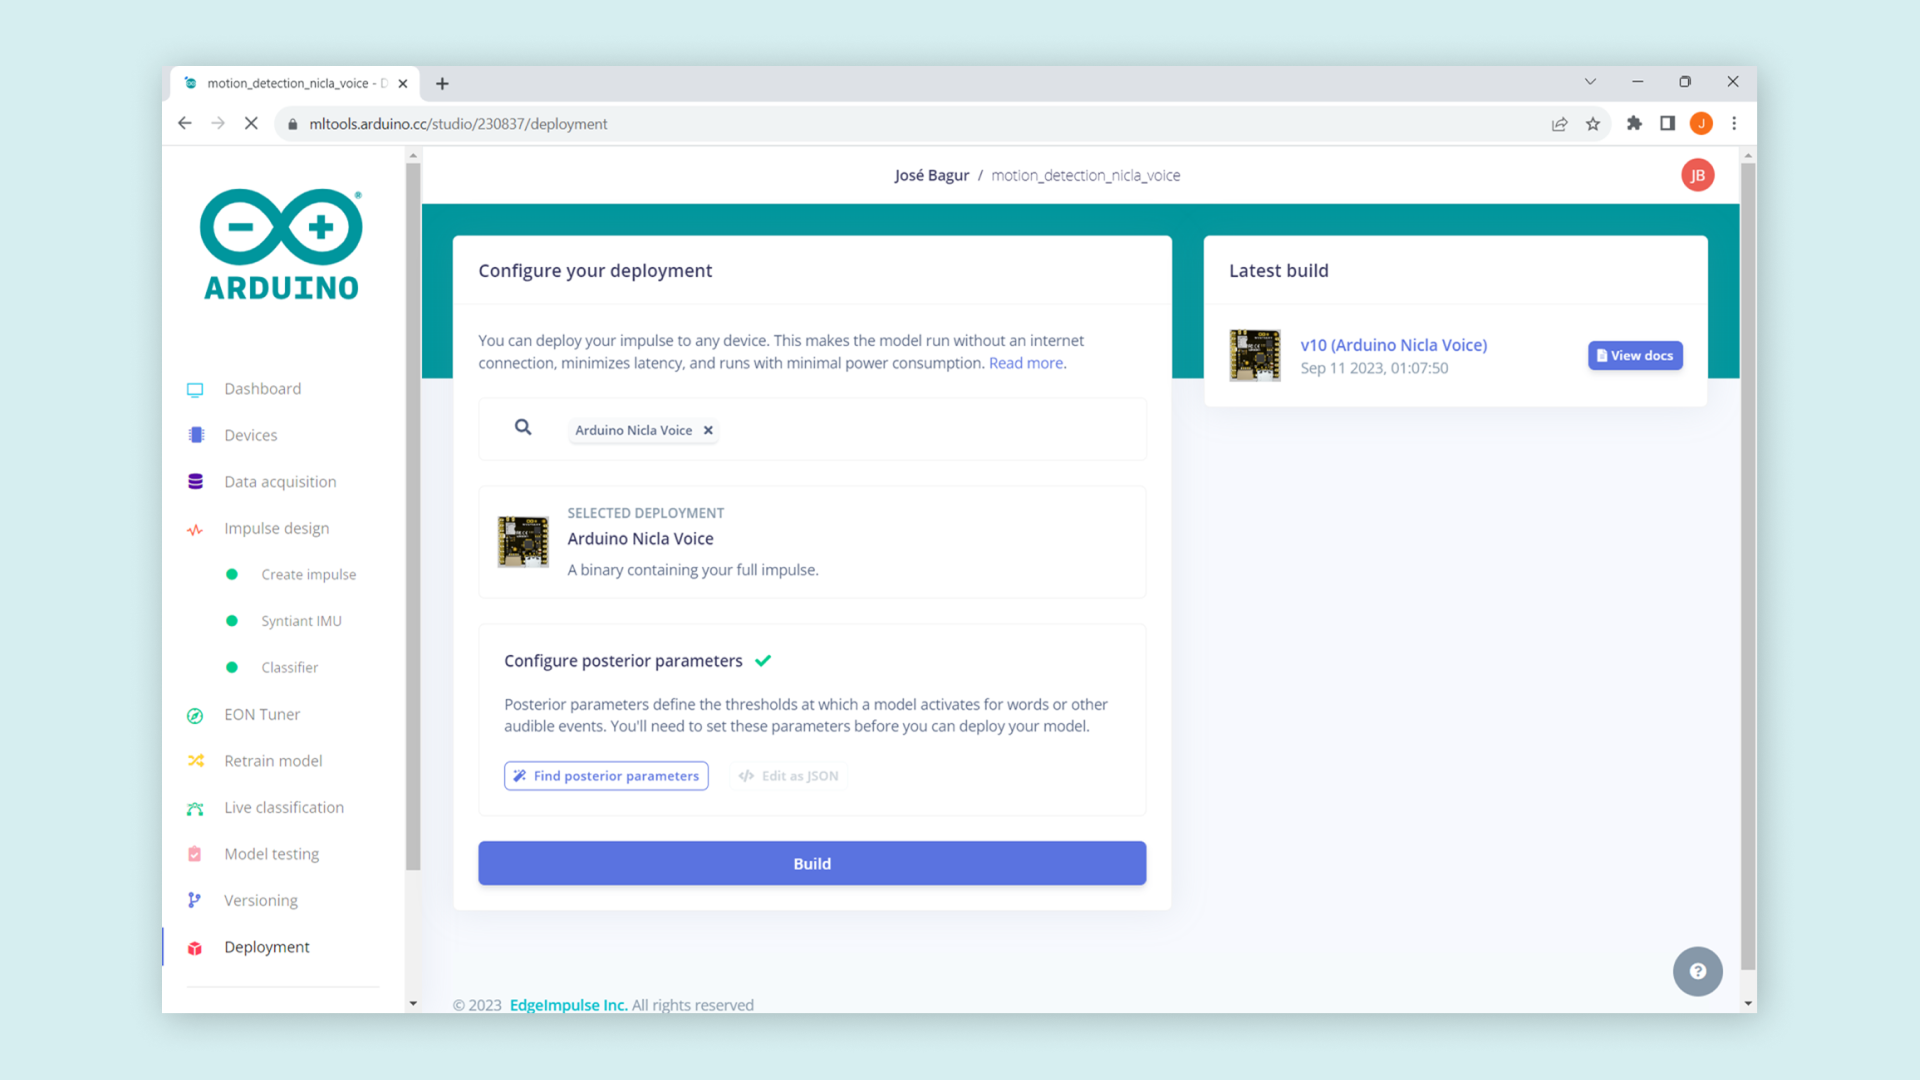 motion_detection_nicla_voice - D
mltools.arduino.cc/studio/230837/deployment
J
José Bagur / motion_detection_nicla_voice
JB
®
ARDUINO
Dashboard
Devices
Data acquisition
Impulse design
Create impulse
Syntiant IMU
Classifier
EON Tuner
Retrain model
Live classification
Model testing
Versioning
Deployment
Configure your deployment
You can deploy your impulse to any device. This makes the model run without an internet
connection, minimizes latency, and runs with minimal power consumption. Read more.
Arduino Nicla Voice
SELECTED DEPLOYMENT
Arduino Nicla Voice
A binary containing your full impulse.
Configure posterior parameters
Posterior parameters define the thresholds at which a model activates for words or other
audible events. You'll need to set these parameters before you can deploy your model.
Find posterior parameters
</> Edit as JSON
Build
Latest build
v10 (Arduino Nicla Voice)
Sep 11 2023, 01:07:50
View docs
?
© 2023 EdgeImpulse Inc. All rights reserved